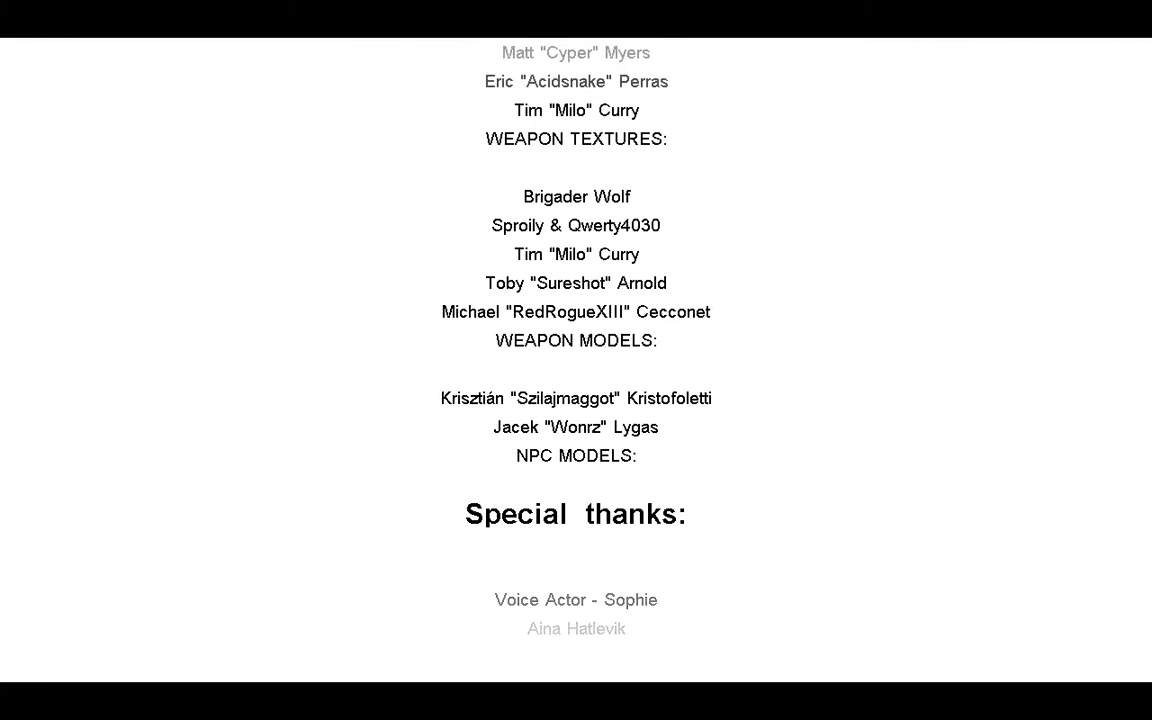 Matt "Cyper" Myers
Eric "Acidsnake" Perras
Tim "Milo" Curry
WEAPON TEXTURES:
Brigader Wolf
Sproily & Qwerty4030
Tim "Milo" Curry
Toby "Sureshot" Arnold
Michael "RedRogueXIII" Cecconet
WEAPON MODELS:
Krisztián "Szilajmaggot" Kristofoletti
Jacek "Wonrz" Lygas
NPC MODELS:
Special thanks:
Voice Actor - Sophie
Aina Hatlevik